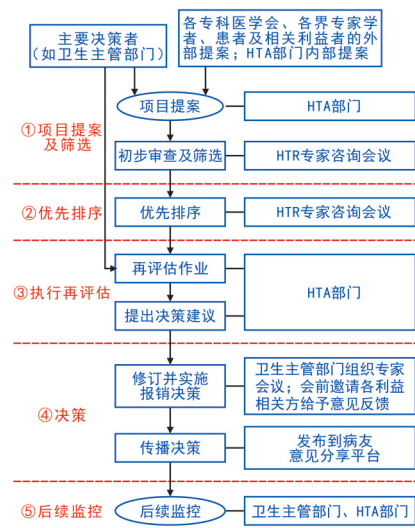 主要决策者
（如卫生主管部门）
各专科医学会、各界专家学
者、患者及相关利益者的外
部提案；HTA部门内部提案
项目提案
HTA部门
①项目提案
及筛选
初步审查及筛选
HTR专家咨询会议
②优先排序
优先排序
HTR专家咨询会议
再评估作业
③执行再评估
HTA部门
提出决策建议
修订并实施
报销决策
卫生主管部门组织专家
会议；会前邀请各利益
相关方给予意见反馈
④决策
传播决策
发布到病友
意见分享平台
⑤后续监控
后续监控
卫生主管部门、HTA部门